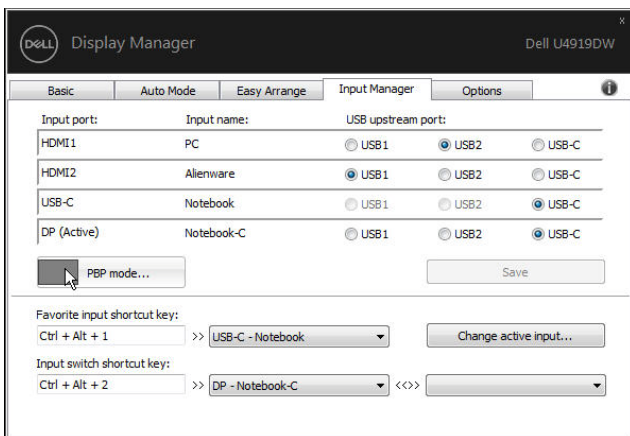 DELL Display Manager Dell U4919DW x
Basic Auto Mode Easy Arrange Input Manager Options i
Input port: Input name: USB upstream port:
HDMI1 PC USB1 USB2 USB-C
HDMI2 Alienware USB1 USB2 USB-C
USB-C Notebook USB1 USB2 USB-C
DP (Active) Notebook-C USB1 USB2 USB-C
PBP mode... Save
Favorite input shortcut key:
Ctrl + Alt + 1 >> USB-C - Notebook Change active input...
Input switch shortcut key:
Ctrl + Alt + 2 >> DP - Notebook-C <<>>